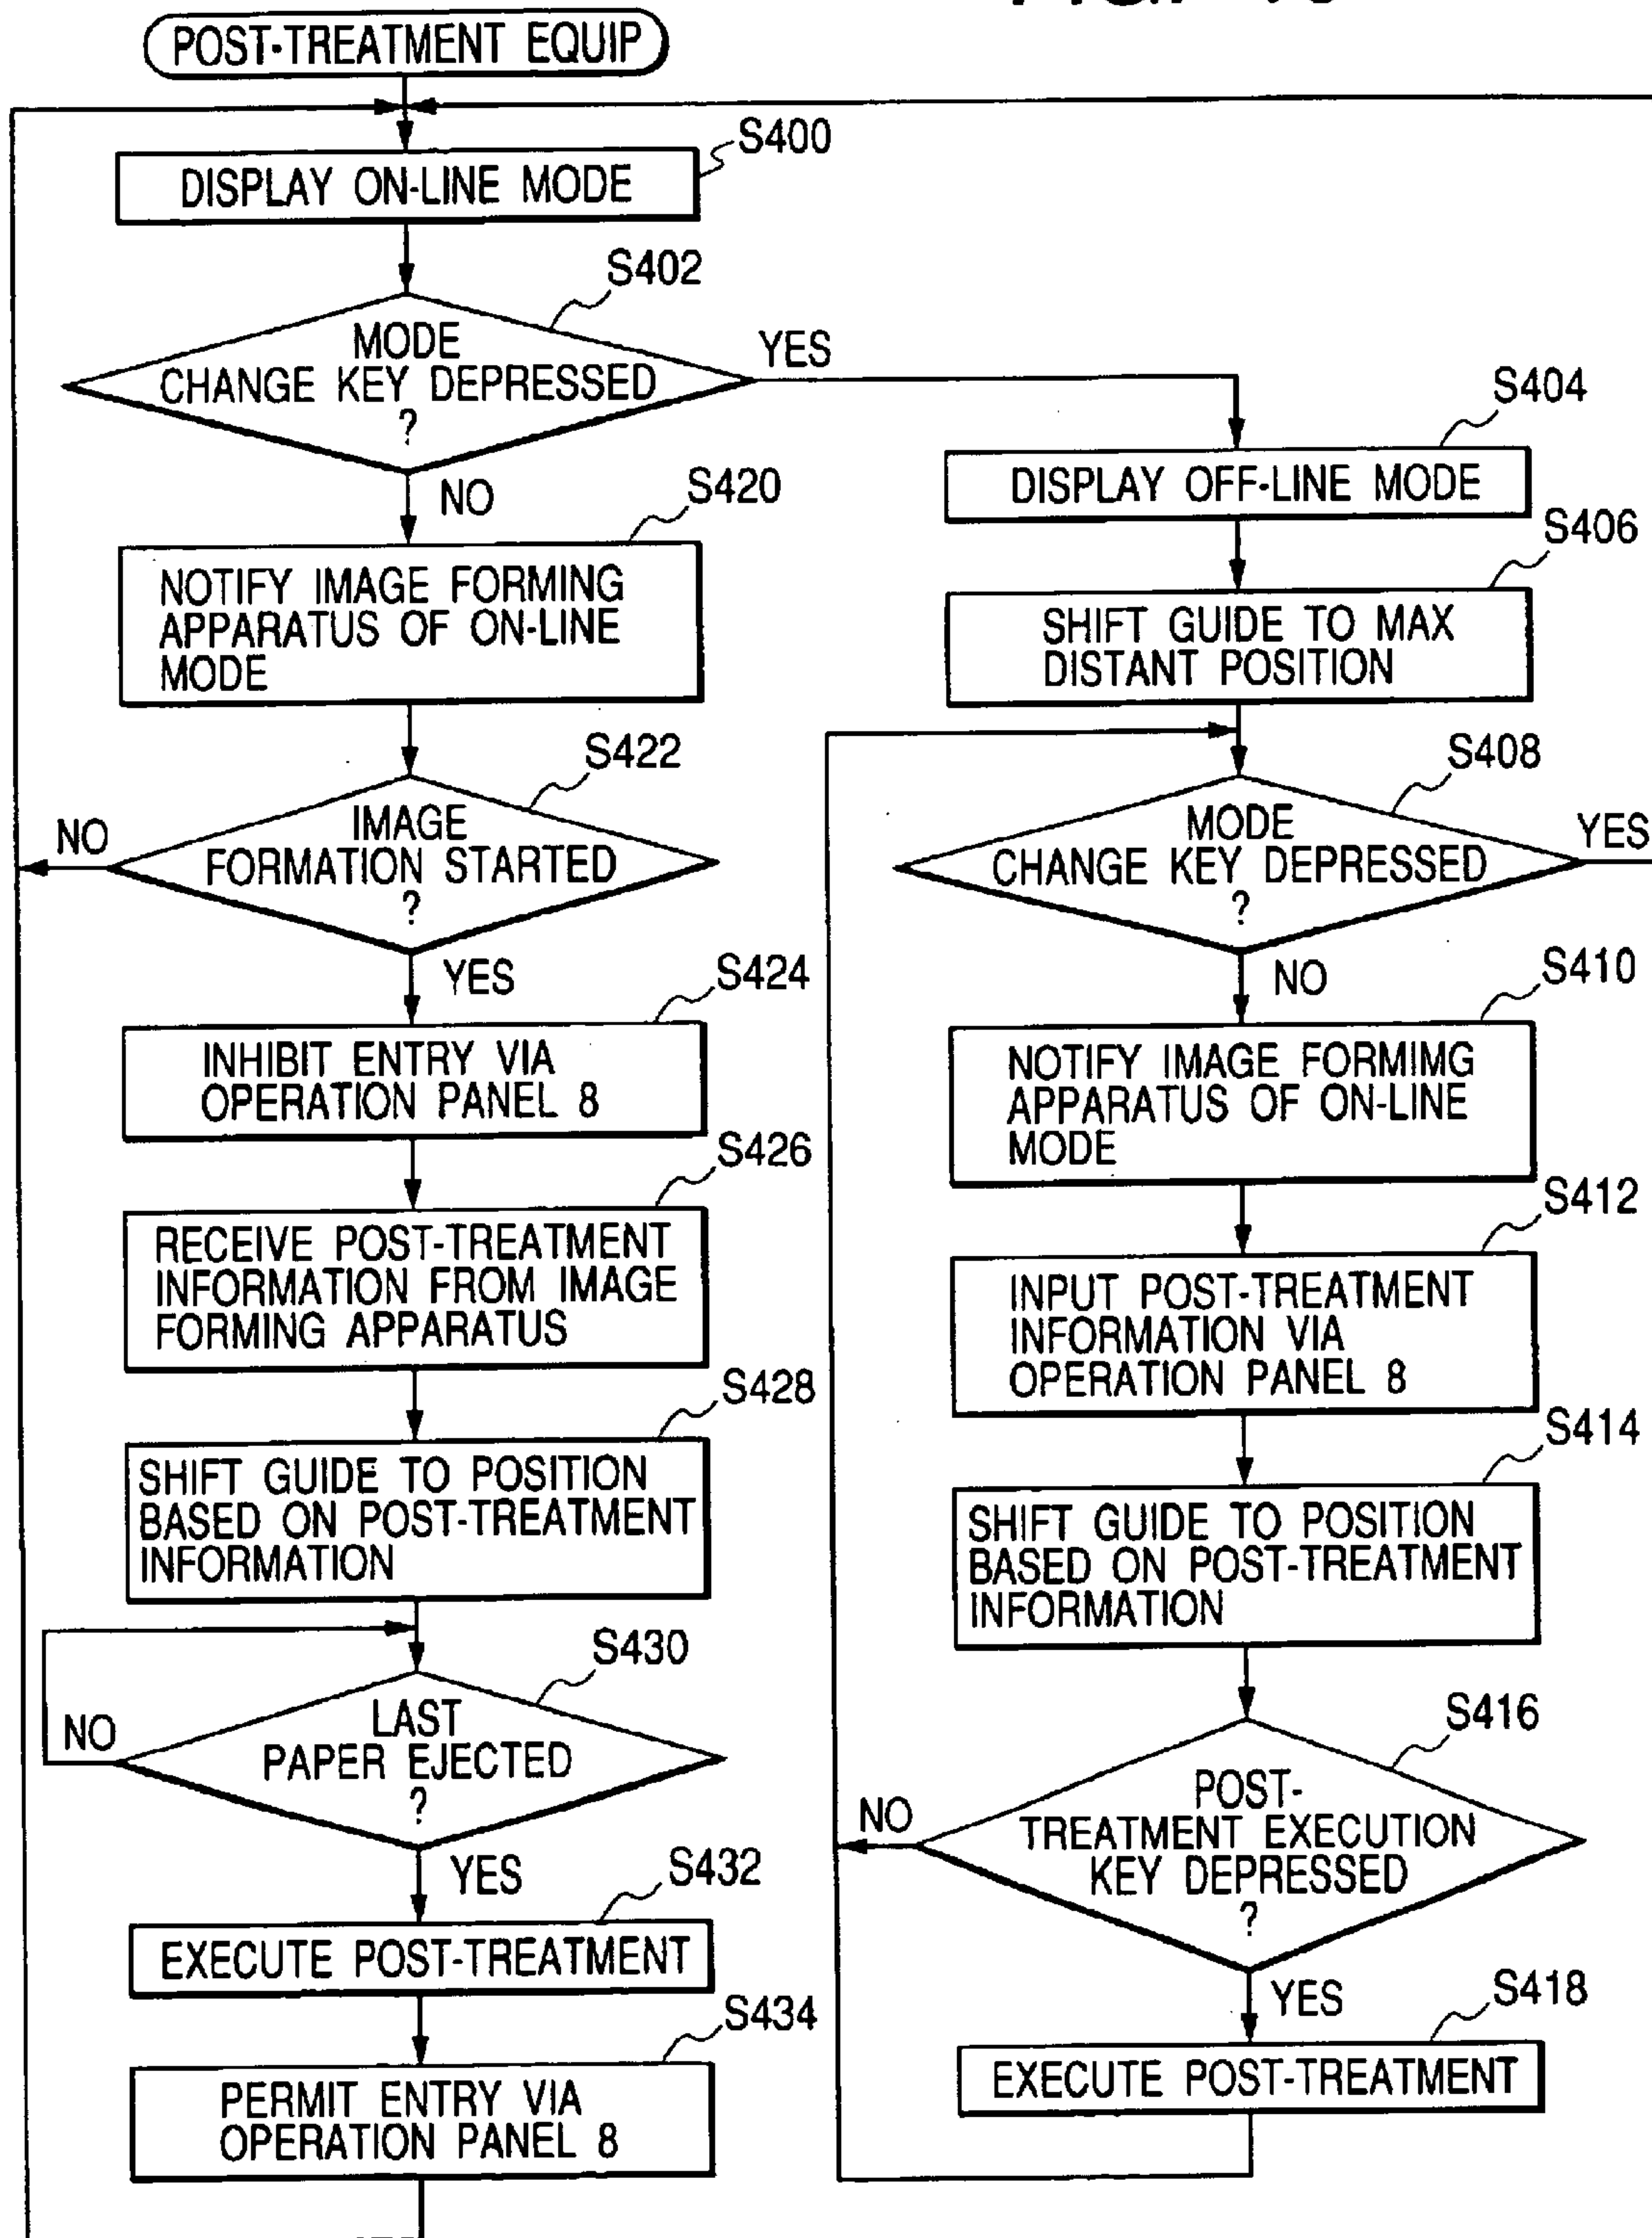 POST-TREATMENT EQUIP
S400
DISPLAY ON-LINE MODE
S402
MODE
CHANGE KEY DEPRESSED
?
YES
NO
S404
DISPLAY OFF-LINE MODE
S406
SHIFT GUIDE TO MAX
DISTANT POSITION
S408
MODE
CHANGE KEY DEPRESSED
?
YES
NO
S410
NOTIFY IMAGE FORMIMG
APPARATUS OF ON-LINE
MODE
S412
INPUT POST-TREATMENT
INFORMATION VIA
OPERATION PANEL 8
S414
SHIFT GUIDE TO POSITION
BASED ON POST-TREATMENT
INFORMATION
S416
POST-
TREATMENT EXECUTION
KEY DEPRESSED
?
NO
YES
S418
EXECUTE POST-TREATMENT
S420
NOTIFY IMAGE FORMING
APPARATUS OF ON-LINE
MODE
S422
IMAGE
FORMATION STARTED
?
NO
YES
S424
INHIBIT ENTRY VIA
OPERATION PANEL 8
S426
RECEIVE POST-TREATMENT
INFORMATION FROM IMAGE
FORMING APPARATUS
S428
SHIFT GUIDE TO POSITION
BASED ON POST-TREATMENT
INFORMATION
S430
LAST
PAPER EJECTED
?
NO
YES
S432
EXECUTE POST-TREATMENT
S434
PERMIT ENTRY VIA
OPERATION PANEL 8